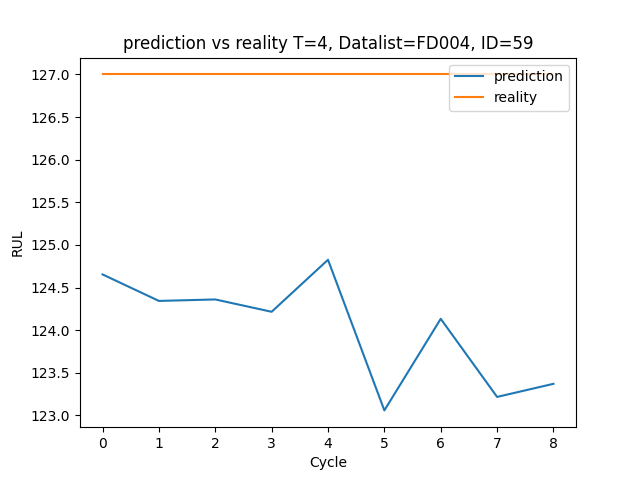 prediction vs reality T=4, Datalist=FD004, ID=59
127.0
126.5
126.0
125.5
125.0
124.5
124.0
123.5
123.0
RUL
prediction
reality
0 1 2 3 4 5 6 7 8
Cycle